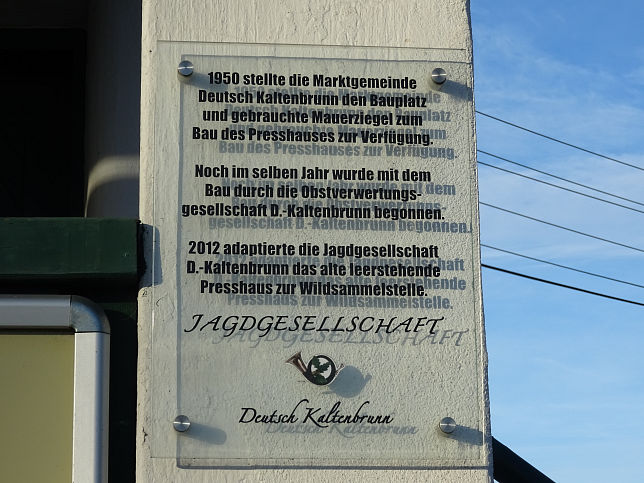 1950 stellte die Marktgemeinde
Deutsch Kaltenbrunn den Bauplatz
und gebrauchte Mauerziegel zum
Bau des Presshauses zur Verfügung.
Noch im selben Jahr wurde mit dem
Bau durch die Obstverwertungs-
gesellschaft D.-Kaltenbrunn begonnen.
2012 adaptierte die Jagdgesellschaft
D.-Kaltenbrunn das alte leerstehende
Presshaus zur Wildsammelstelle.
JAGDGESELLSCHAFT
Deutsch Kaltenbrunn